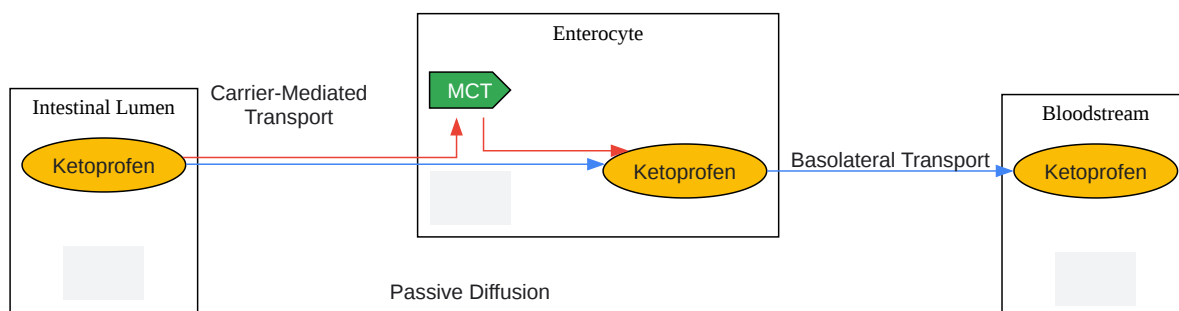 Enterocyte
Carrier-Mediated
Transport
MCT
Intestinal Lumen
Bloodstream
Ketoprofen
Ketoprofen
Basolateral Transport
Ketoprofen
Passive Diffusion